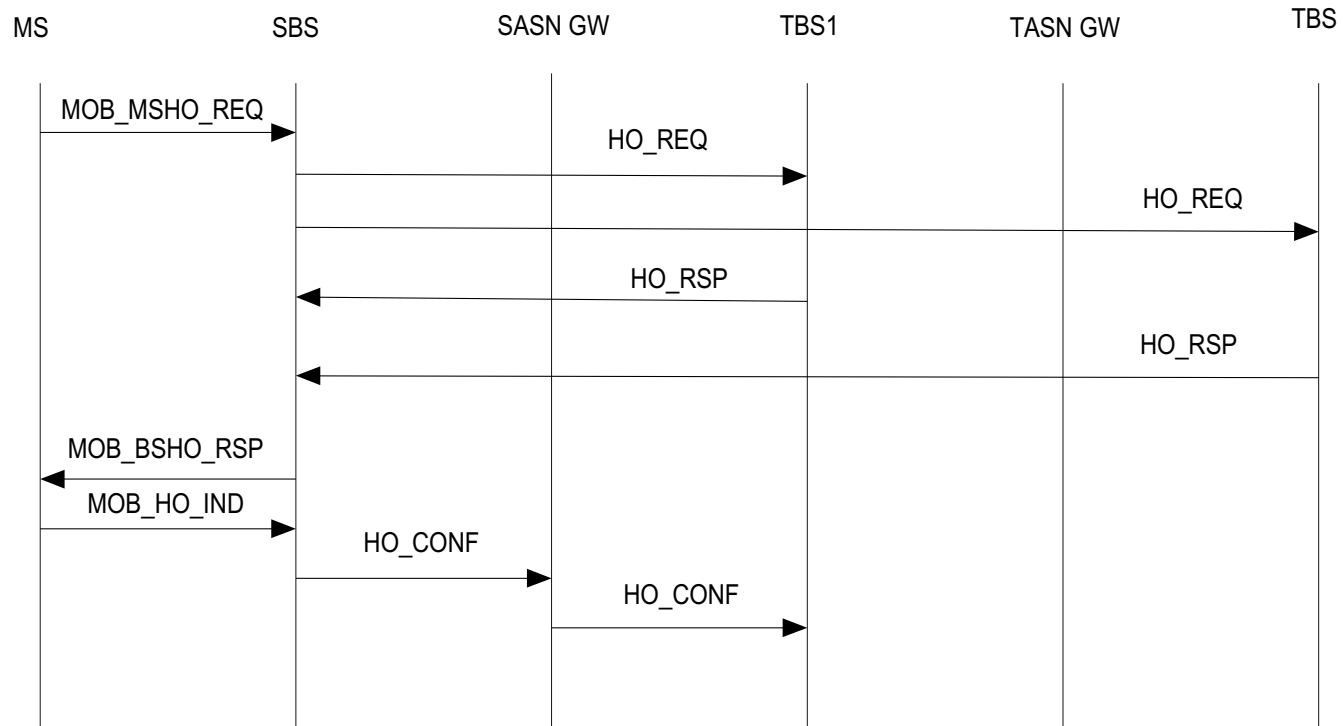 MS
SBS
SASN GW
TBS1
TASN GW
TBS
MOB_MSHO_REQ
HO_REQ
HO_REQ
HO_RSP
HO_RSP
MOB_BSHO_RSP
MOB_HO_IND
HO_CONF
HO_CONF